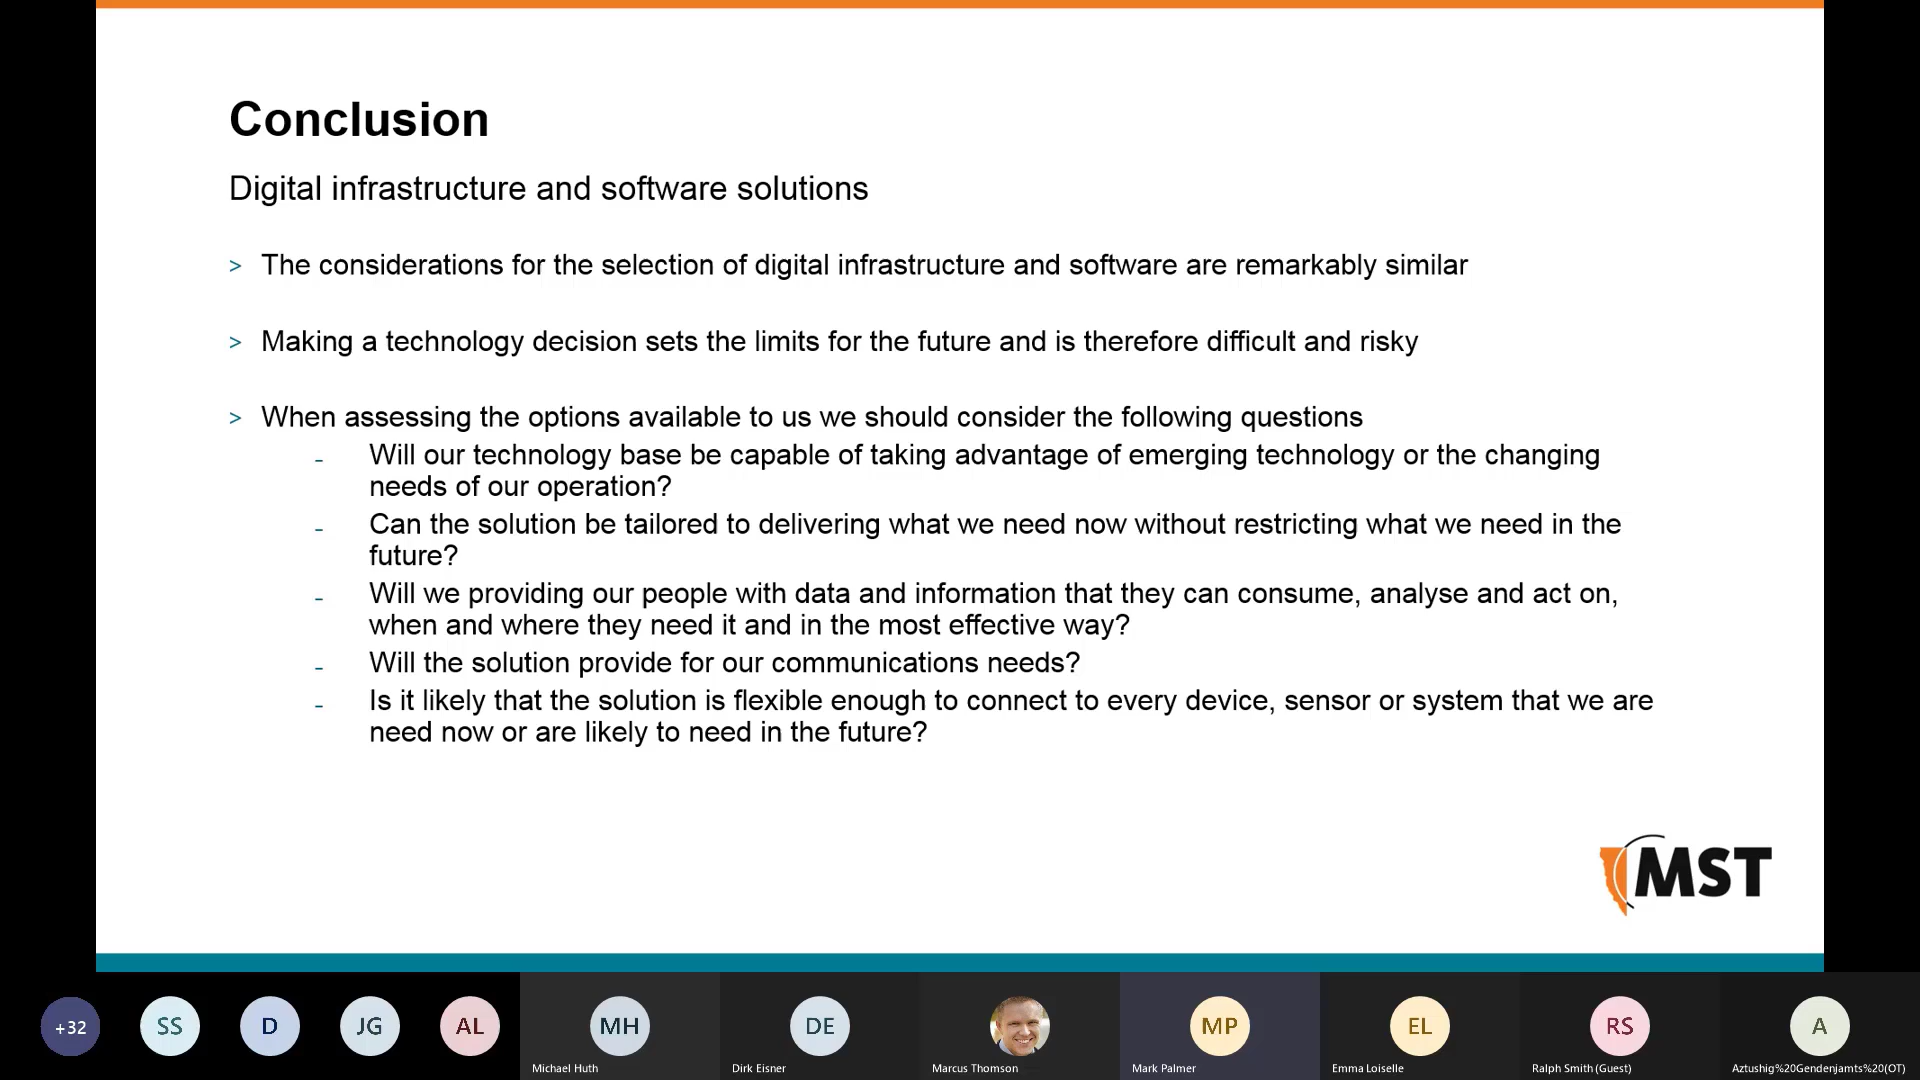 Conclusion
Digital infrastructure and software solutions
> The considerations for the selection of digital infrastructure and software are remarkably similar
> Making a technology decision sets the limits for the future and is therefore difficult and risky
> When assessing the options available to us we should consider the following questions
- Will our technology base be capable of taking advantage of emerging technology or the changing
needs of our operation?
- Can the solution be tailored to delivering what we need now without restricting what we need in the
future?
- Will we providing our people with data and information that they can consume, analyse and act on,
when and where they need it and in the most effective way?
- Will the solution provide for our communications needs?
- Is it likely that the solution is flexible enough to connect to every device, sensor or system that we are
need now or are likely to need in the future?
MST
+32 SS D JG AL MH DE MP EL RS A
Michael Huth Dirk Eisner Marcus Thomson Mark Palmer Emma Loiselle Ralph Smith (Guest) Aztushig%20Gendenjamts%20(OT)